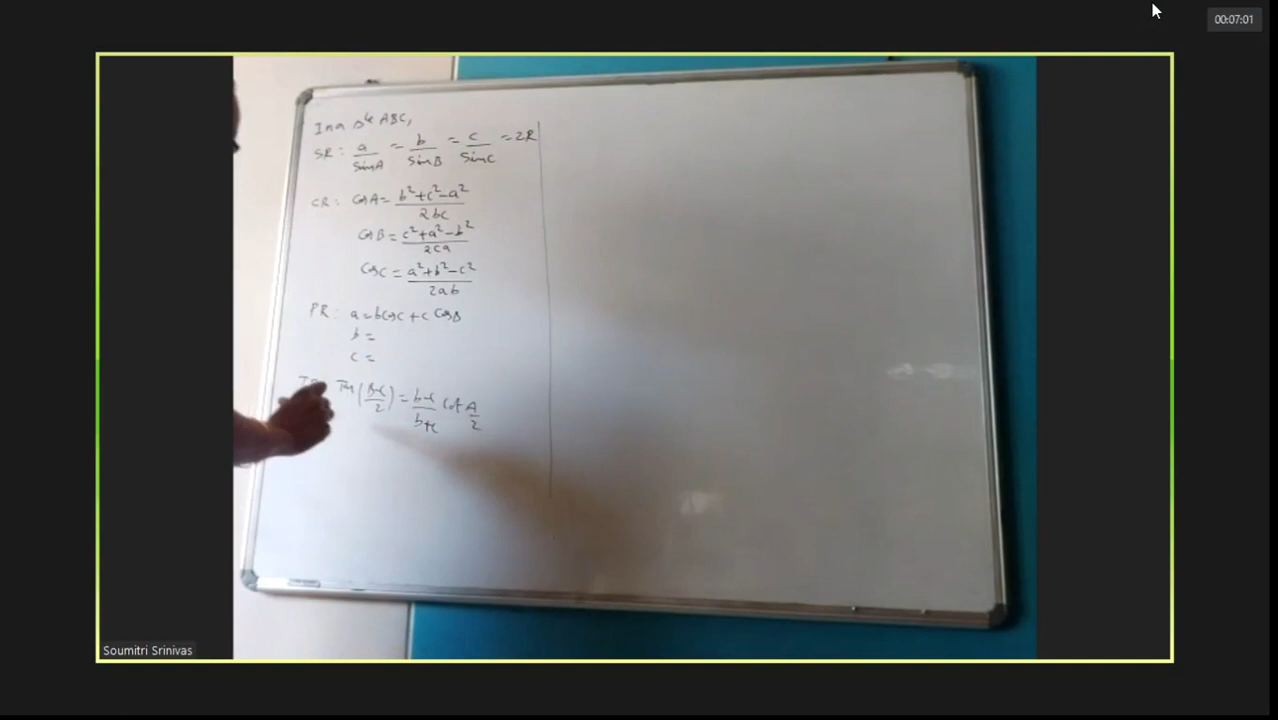 00:07:01
In a Δle ABC,
SR: a/SinA = b/SinB = c/SinC = 2R
CR: CosA = b²+c²-a²/2bc
CosB = c²+a²-b²/2ca
CosC = a²+b²-c²/2ab
PR: a=bCosC + c CosB
b =
c =
Tan (B-C/2) = b-c/b+c Cot A/2
Soumitri Srinivas